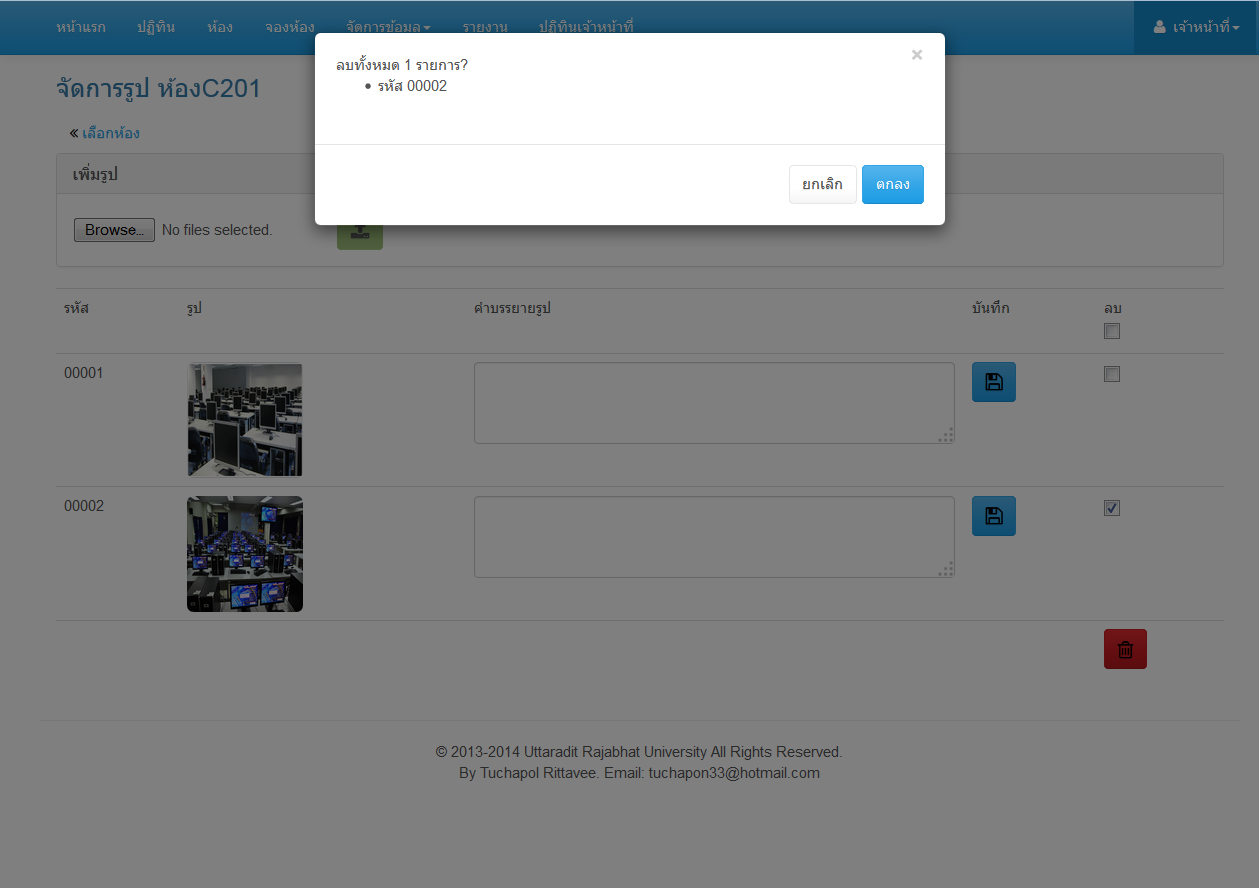 หน้าแรก ปฏิทิน ห้อง จองห้อง จัดการข้อมูล รายงาน ปฏิทินเจ้าหน้าที่ เจ้าหน้าที่
ลบทั้งหมด 1 รายการ? ×
• รหัส 00002
ยกเลิก ตกลง
จัดการรูป ห้องC201
« เลือกห้อง
เพิ่มรูป
Browse... No files selected.
รหัส รูป คำบรรยายรูป บันทึก ลบ
00001
00002
© 2013-2014 Uttaradit Rajabhat University All Rights Reserved.
By Tuchapol Rittavee. Email: tuchapon33@hotmail.com